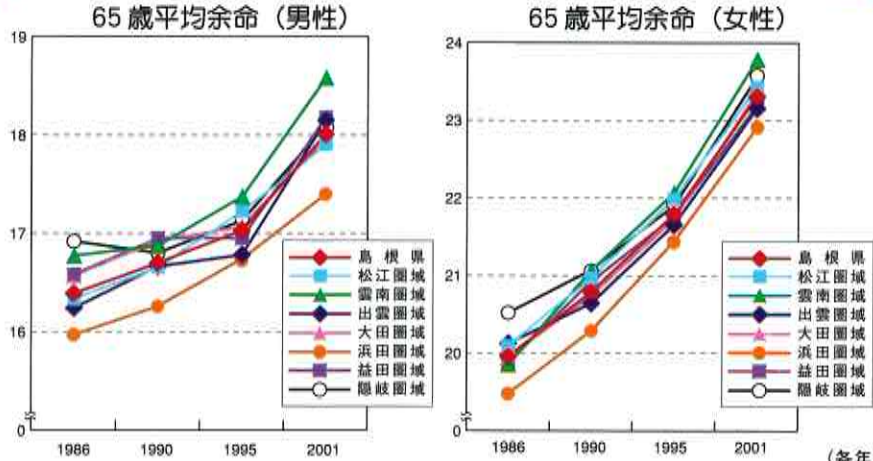 65歳平均余命（男性）
19
18
17
16
0
1986 1990 1995 2001
島根県
松江圏域
雲南圏域
出雲圏域
大田圏域
浜田圏域
益田圏域
隠岐圏域
65歳平均余命（女性）
24
23
22
21
20
0
1986 1990 1995 2001
島根県
松江圏域
雲南圏域
出雲圏域
大田圏域
浜田圏域
益田圏域
隠岐圏域
（各年